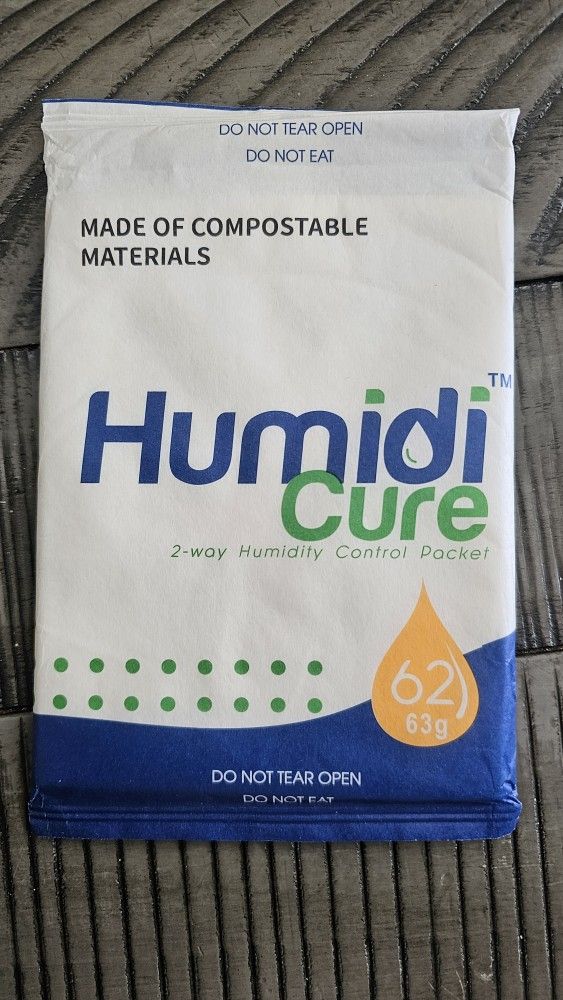 DO NOT TEAR OPEN
DO NOT EAT
MADE OF COMPOSTABLE
MATERIALS
Humidi™
Cure
2-way Humidity Control Packet
62
63g
DO NOT TEAR OPEN
DO NOT EAT